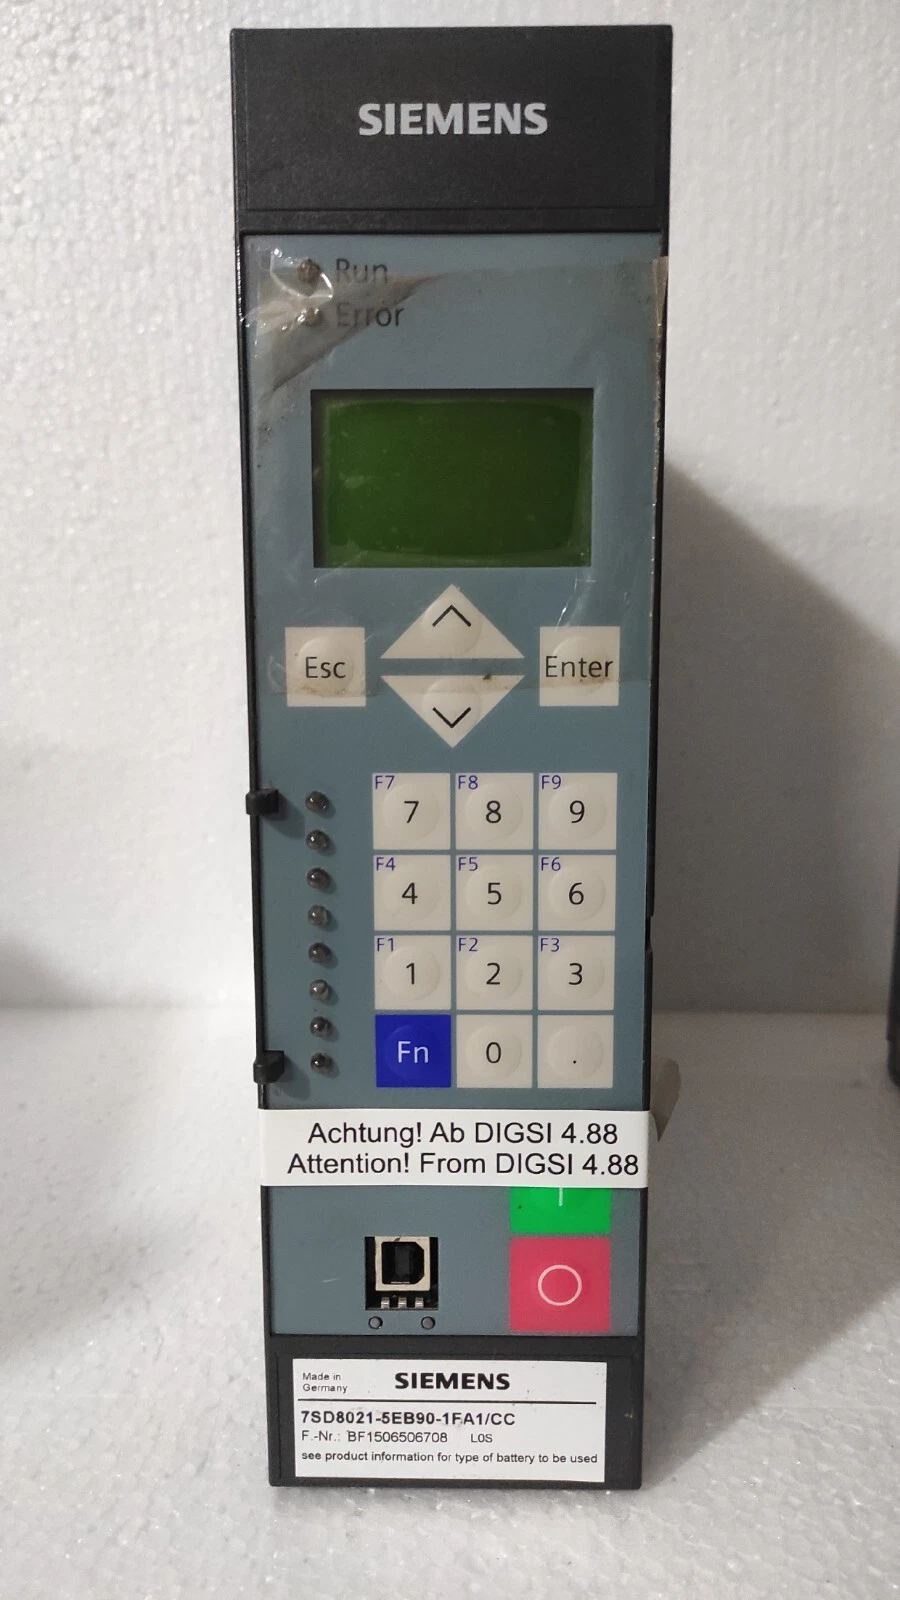 SIEMENS
Run
Error
Esc
Enter
F7 F8 F9
7 8 9
F4 F5 F6
4 5 6
F1 F2 F3
1 2 3
Fn 0 .
Achtung! Ab DIGSI 4.88
Attention! From DIGSI 4.88
Made in SIEMENS
Germany
7SD8021-5EB90-1FA1/CC
F.-Nr.: BF1506506708 L0S
see product information for type of battery to be used